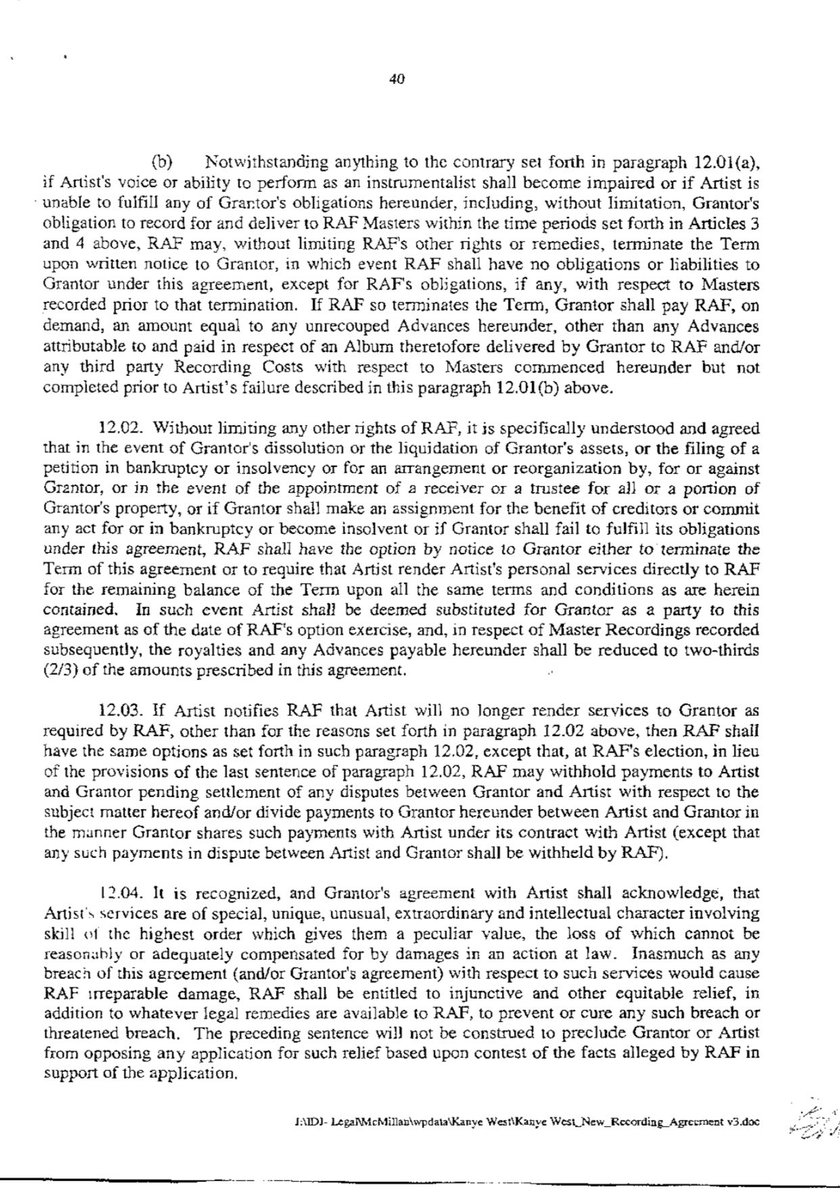 40
(b) Notwithstanding anything to the contrary set forth in paragraph 12.01(a),
if Artist's voice or ability to perform as an instrumentalist shall become impaired or if Artist is
unable to fulfill any of Grantor's obligations hereunder, including, without limitation, Grantor's
obligation to record for and deliver to RAF Masters within the time periods set forth in Articles 3
and 4 above, RAF may, without limiting RAF's other rights or remedies, terminate the Term
upon written notice to Grantor, in which event RAF shall have no obligations or liabilities to
Grantor under this agreement, except for RAF's obligations, if any, with respect to Masters
recorded prior to that termination. If RAF so terminates the Term, Grantor shall pay RAF, on
demand, an amount equal to any unrecouped Advances hereunder, other than any Advances
attributable to and paid in respect of an Album theretofore delivered by Grantor to RAF and/or
any third party Recording Costs with respect to Masters commenced hereunder but not
completed prior to Artist's failure described in this paragraph 12.01(b) above.
12.02. Without limiting any other rights of RAF, it is specifically understood and agreed
that in the event of Grantor's dissolution or the liquidation of Grantor's assets, or the filing of a
petition in bankruptcy or insolvency or for an arrangement or reorganization by, for or against
Grantor, or in the event of the appointment of a receiver or a trustee for all or a portion of
Grantor's property, or if Grantor shall make an assignment for the benefit of creditors or commit
any act for or in bankruptcy or become insolvent or if Grantor shall fail to fulfill its obligations
under this agreement, RAF shall have the option by notice to Grantor either to terminate the
Term of this agreement or to require that Artist render Artist's personal services directly to RAF
for the remaining balance of the Term upon all the same terms and conditions as are herein
contained. In such event Artist shall be deemed substituted for Grantor as a party to this
agreement as of the date of RAF's option exercise, and, in respect of Master Recordings recorded
subsequently, the royalties and any Advances payable hereunder shall be reduced to two-thirds
(2/3) of the amounts prescribed in this agreement.
12.03. If Artist notifies RAF that Artist will no longer render services to Grantor as
required by RAF, other than for the reasons set forth in paragraph 12.02 above, then RAF shall
have the same options as set forth in such paragraph 12.02, except that, at RAF's election, in lieu
of the provisions of the last sentence of paragraph 12.02, RAF may withhold payments to Artist
and Grantor pending settlement of any disputes between Grantor and Artist with respect to the
subject matter hereof and/or divide payments to Grantor hereunder between Artist and Grantor in
the manner Grantor shares such payments with Artist under its contract with Artist (except that
any such payments in dispute between Artist and Grantor shall be withheld by RAF).
12.04. It is recognized, and Grantor's agreement with Artist shall acknowledge, that
Artist's services are of special, unique, unusual, extraordinary and intellectual character involving
skill of the highest order which gives them a peculiar value, the loss of which cannot be
reasonably or adequately compensated for by damages in an action at law. Inasmuch as any
breach of this agreement (and/or Grantor's agreement) with respect to such services would cause
RAF irreparable damage, RAF shall be entitled to injunctive and other equitable relief, in
addition to whatever legal remedies are available to RAF, to prevent or cure any such breach or
threatened breach. The preceding sentence will not be construed to preclude Grantor or Artist
from opposing any application for such relief based upon contest of the facts alleged by RAF in
support of the application.
J:\IDJ- Legal\McMillan\wpdata\Kanye West\Kanye West_New_Recording_Agreement v3.doc